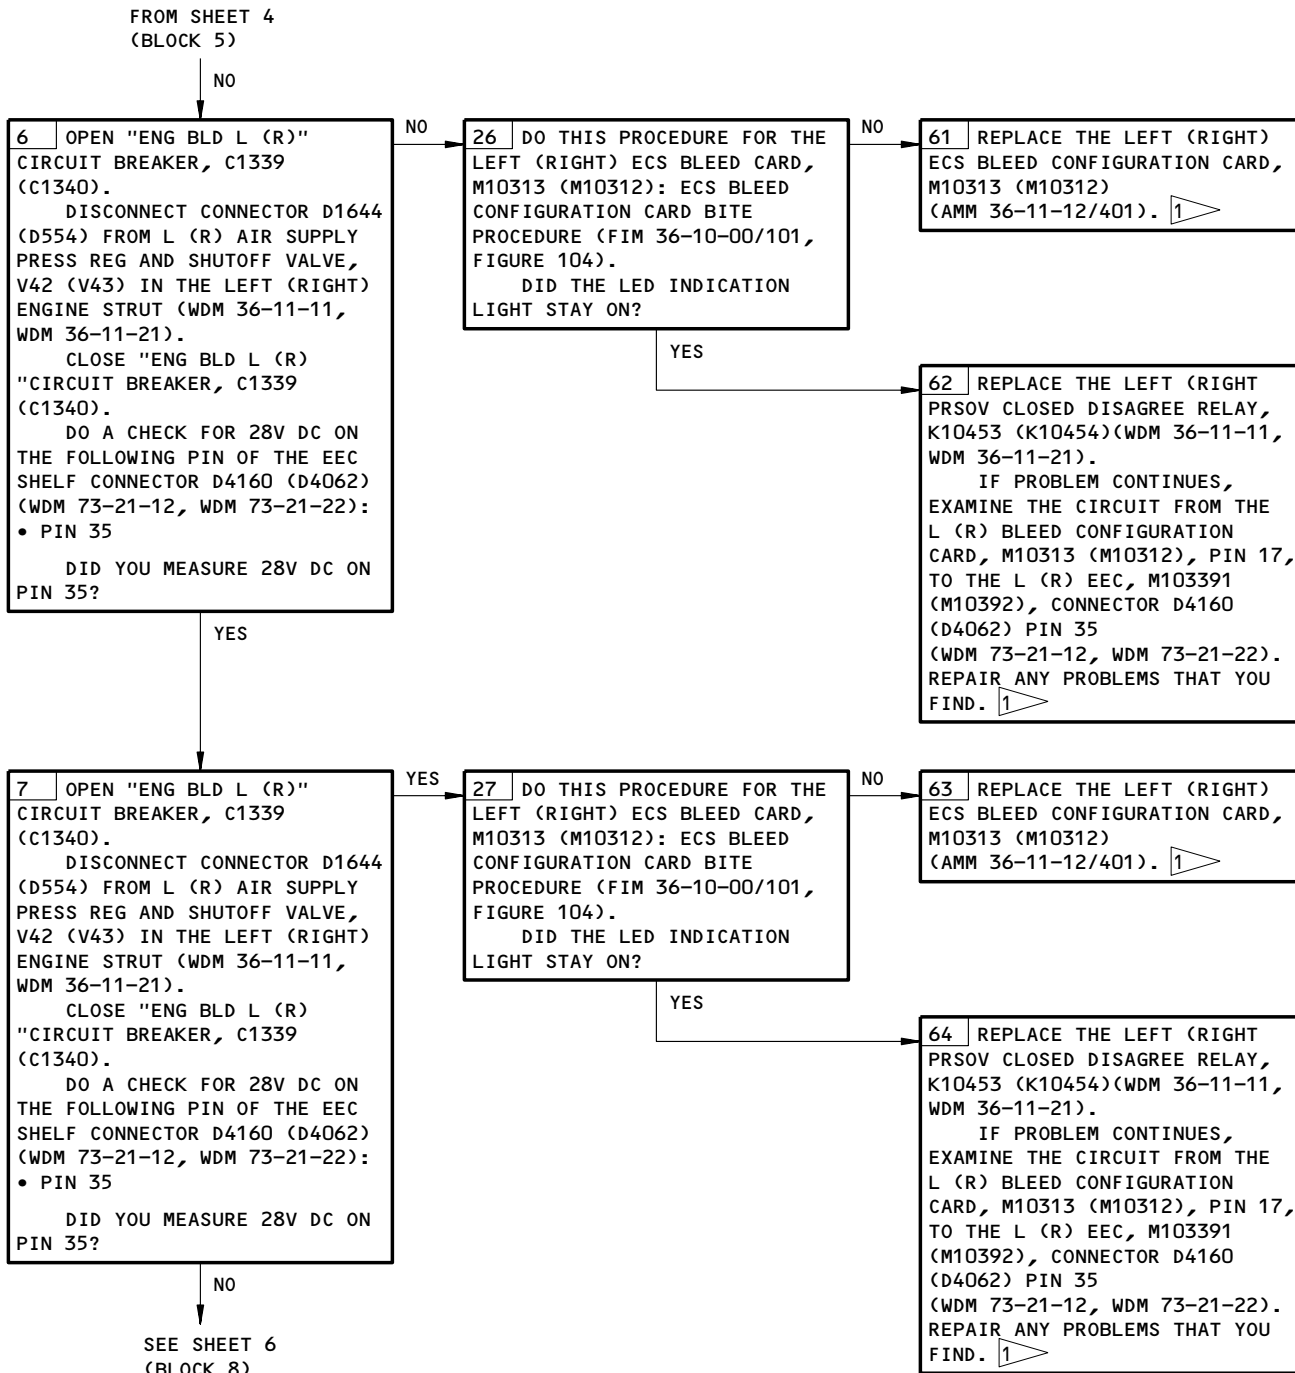 FROM SHEET 4
(BLOCK 5)
NO
6 OPEN "ENG BLD L (R)"
CIRCUIT BREAKER, C1339
(C1340).
DISCONNECT CONNECTOR D1644
(D554) FROM L (R) AIR SUPPLY
PRESS REG AND SHUTOFF VALVE,
V42 (V43) IN THE LEFT (RIGHT)
ENGINE STRUT (WDM 36-11-11,
WDM 36-11-21).
CLOSE "ENG BLD L (R)
"CIRCUIT BREAKER, C1339
(C1340).
DO A CHECK FOR 28V DC ON
THE FOLLOWING PIN OF THE EEC
SHELF CONNECTOR D4160 (D4062)
(WDM 73-21-12, WDM 73-21-22):
• PIN 35
DID YOU MEASURE 28V DC ON
PIN 35?
NO
26 DO THIS PROCEDURE FOR THE
LEFT (RIGHT) ECS BLEED CARD,
M10313 (M10312): ECS BLEED
CONFIGURATION CARD BITE
PROCEDURE (FIM 36-10-00/101,
FIGURE 104).
DID THE LED INDICATION
LIGHT STAY ON?
NO
61 REPLACE THE LEFT (RIGHT)
ECS BLEED CONFIGURATION CARD,
M10313 (M10312)
(AMM 36-11-12/401). 1
YES
62 REPLACE THE LEFT (RIGHT
PRSOV CLOSED DISAGREE RELAY,
K10453 (K10454)(WDM 36-11-11,
WDM 36-11-21).
IF PROBLEM CONTINUES,
EXAMINE THE CIRCUIT FROM THE
L (R) BLEED CONFIGURATION
CARD, M10313 (M10312), PIN 17,
TO THE L (R) EEC, M103391
(M10392), CONNECTOR D4160
(D4062) PIN 35
(WDM 73-21-12, WDM 73-21-22).
REPAIR ANY PROBLEMS THAT YOU
FIND. 1
YES
7 OPEN "ENG BLD L (R)"
CIRCUIT BREAKER, C1339
(C1340).
DISCONNECT CONNECTOR D1644
(D554) FROM L (R) AIR SUPPLY
PRESS REG AND SHUTOFF VALVE,
V42 (V43) IN THE LEFT (RIGHT)
ENGINE STRUT (WDM 36-11-11,
WDM 36-11-21).
CLOSE "ENG BLD L (R)
"CIRCUIT BREAKER, C1339
(C1340).
DO A CHECK FOR 28V DC ON
THE FOLLOWING PIN OF THE EEC
SHELF CONNECTOR D4160 (D4062)
(WDM 73-21-12, WDM 73-21-22):
• PIN 35
DID YOU MEASURE 28V DC ON
PIN 35?
YES
27 DO THIS PROCEDURE FOR THE
LEFT (RIGHT) ECS BLEED CARD,
M10313 (M10312): ECS BLEED
CONFIGURATION CARD BITE
PROCEDURE (FIM 36-10-00/101,
FIGURE 104).
DID THE LED INDICATION
LIGHT STAY ON?
NO
63 REPLACE THE LEFT (RIGHT)
ECS BLEED CONFIGURATION CARD,
M10313 (M10312)
(AMM 36-11-12/401). 1
YES
64 REPLACE THE LEFT (RIGHT
PRSOV CLOSED DISAGREE RELAY,
K10453 (K10454)(WDM 36-11-11,
WDM 36-11-21).
IF PROBLEM CONTINUES,
EXAMINE THE CIRCUIT FROM THE
L (R) BLEED CONFIGURATION
CARD, M10313 (M10312), PIN 17,
TO THE L (R) EEC, M103391
(M10392), CONNECTOR D4160
(D4062) PIN 35
(WDM 73-21-12, WDM 73-21-22).
REPAIR ANY PROBLEMS THAT YOU
FIND. 1
NO
SEE SHEET 6
(BLOCK 8)